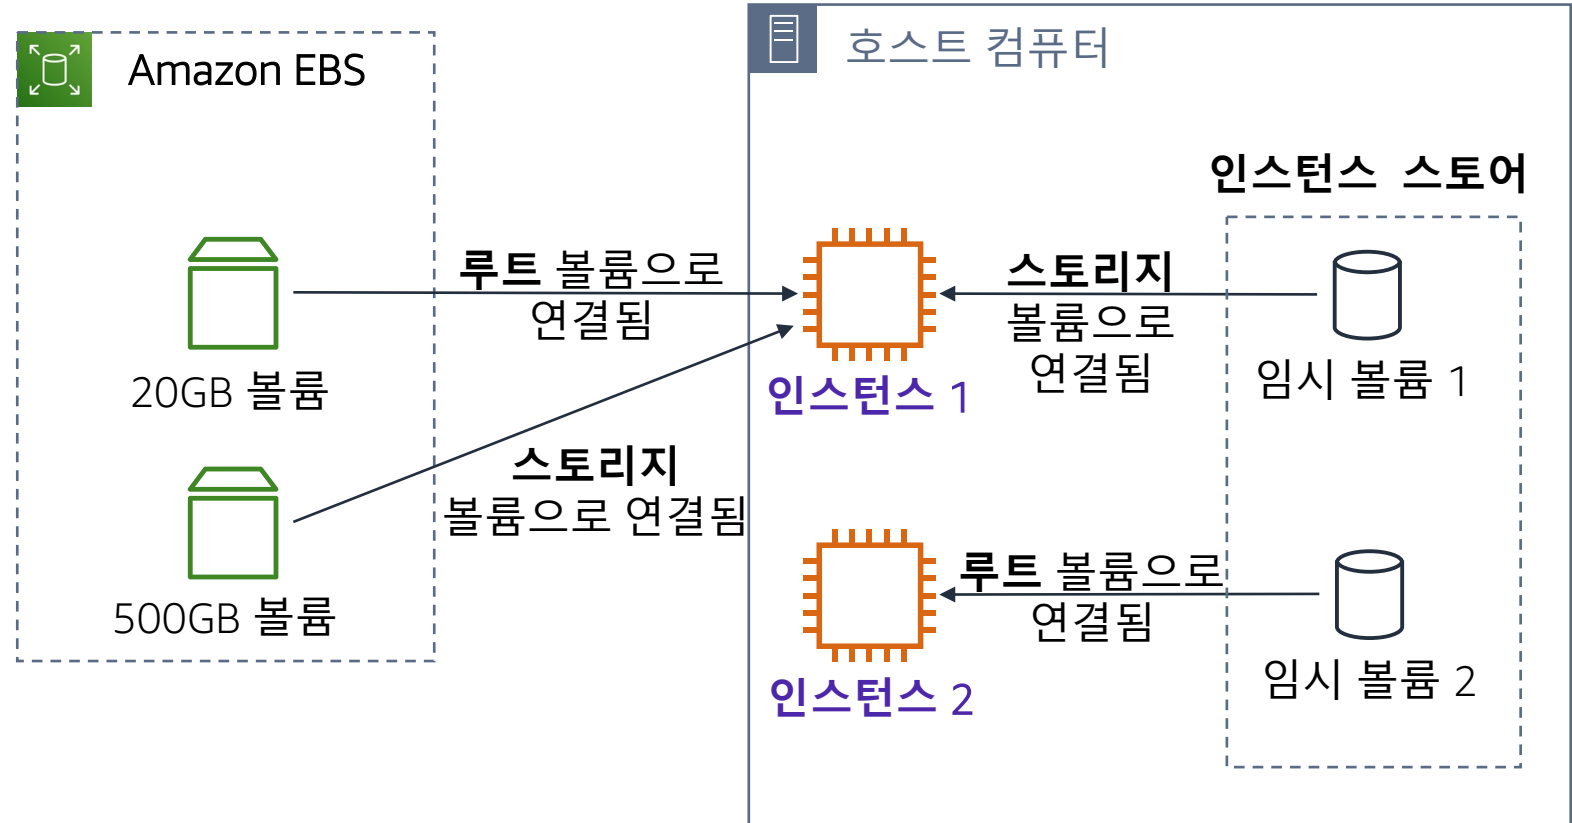 Amazon EBS
호스트 컴퓨터
인스턴스 스토어
루트 볼륨으로
연결됨
스토리지
볼륨으로
연결됨
20GB 볼륨
인스턴스 1
임시 볼륨 1
스토리지
볼륨으로 연결됨
루트 볼륨으로
연결됨
500GB 볼륨
인스턴스 2
임시 볼륨 2